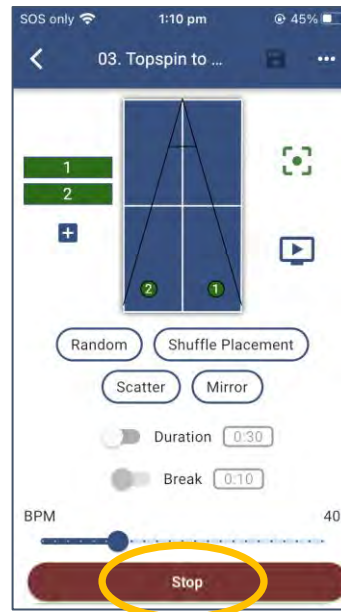 SOS only 1:10 pm 45%
03. Topspin to ...
1
2
2 1
Random Shuffle Placement
Scatter Mirror
Duration 0:30
Break 0:10
BPM 40
Stop